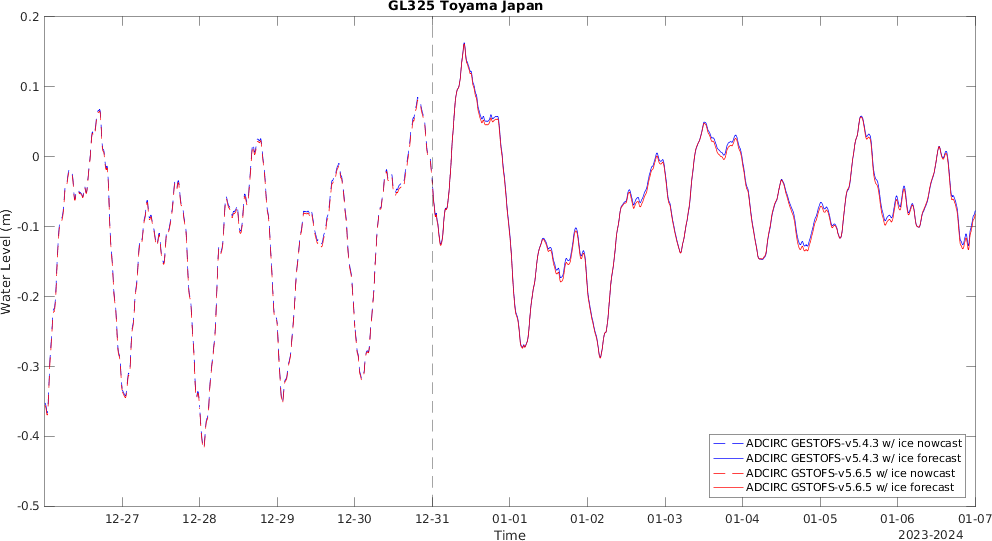 GL325 Toyama Japan
0.2
0.1
0
-0.1
-0.2
-0.3
-0.4
-0.5
Water Level (m)
ADCIRC GESTOFS-v5.4.3 w/ ice nowcast
ADCIRC GESTOFS-v5.4.3 w/ ice forecast
ADCIRC GSTOFS-v5.6.5 w/ ice nowcast
ADCIRC GSTOFS-v5.6.5 w/ ice forecast
12-27 12-28 12-29 12-30 12-31 01-01 01-02 01-03 01-04 01-05 01-06 01-07
Time
2023-2024